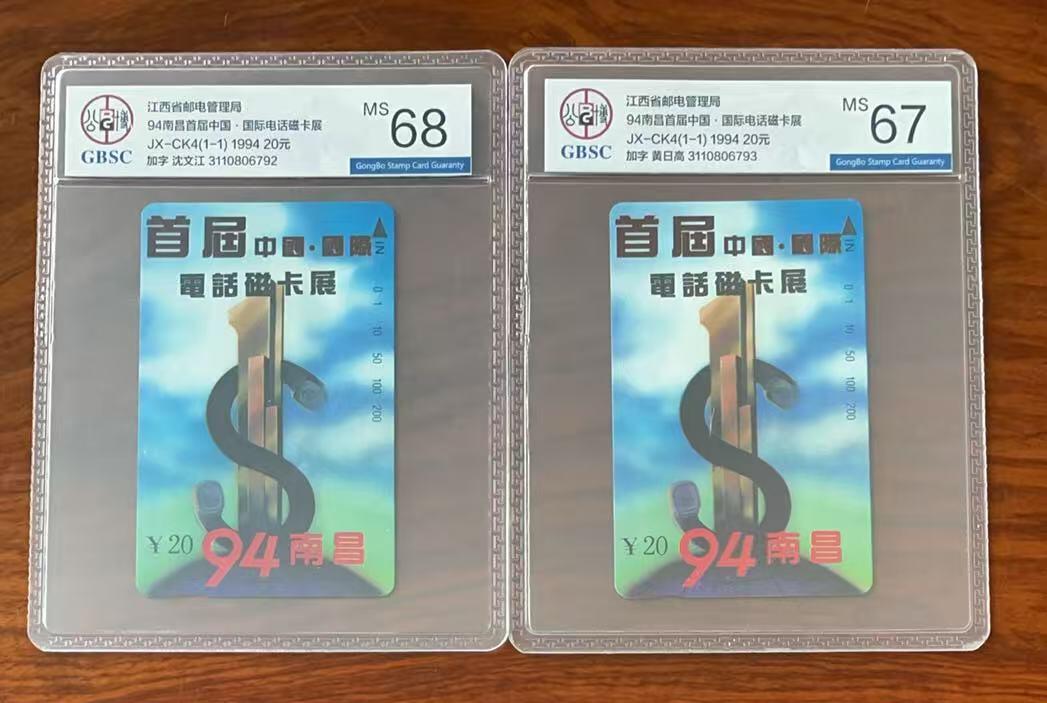 江西省邮电管理局
94南昌首届中国·国际电话磁卡展
JX-CK4(1-1) 1994 20元
加字 沈文江 3110806792
MS 68
GBSC
GongBo Stamp Card Guaranty
首屆中國·國際
電話磁卡展
IN
0 1 10 50 100 200
¥20 94南昌
江西省邮电管理局
94南昌首届中国·国际电话磁卡展
JX-CK4(1-1) 1994 20元
加字 黄日高 3110806793
MS 67
GBSC
GongBo Stamp Card Guaranty
首屆中國·國際
電話磁卡展
IN
0 1 10 50 100 200
¥20 94南昌